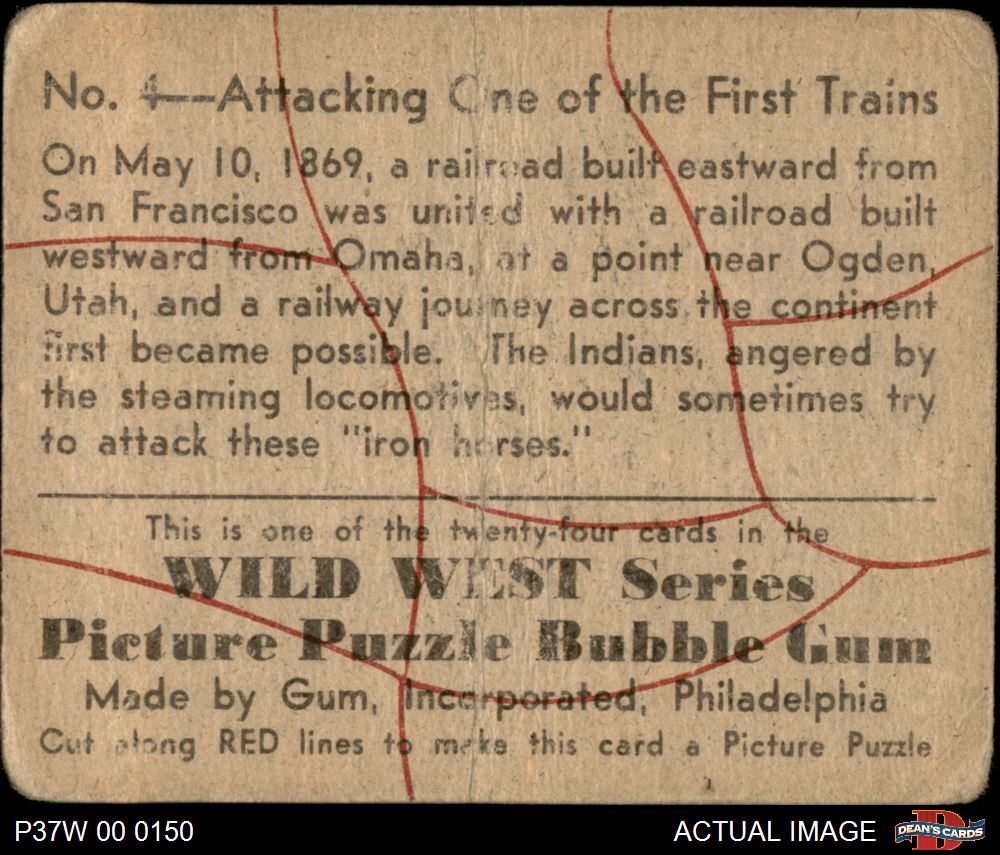 No. 4—Attacking One of the First Trains
On May 10, 1869, a railroad built eastward from
San Francisco was united with a railroad built
westward from Omaha, at a point near Ogden,
Utah, and a railway journey across the continent
first became possible. The Indians, angered by
the steaming locomotives, would sometimes try
to attack these "iron horses."
This is one of the twenty-four cards in the
WILD WEST Series
Picture Puzzle Bubble Gum
Made by Gum, Incorporated, Philadelphia
Cut along RED lines to make this card a Picture Puzzle
P37W 00 0150
ACTUAL IMAGE
D
DEAN'S CARDS